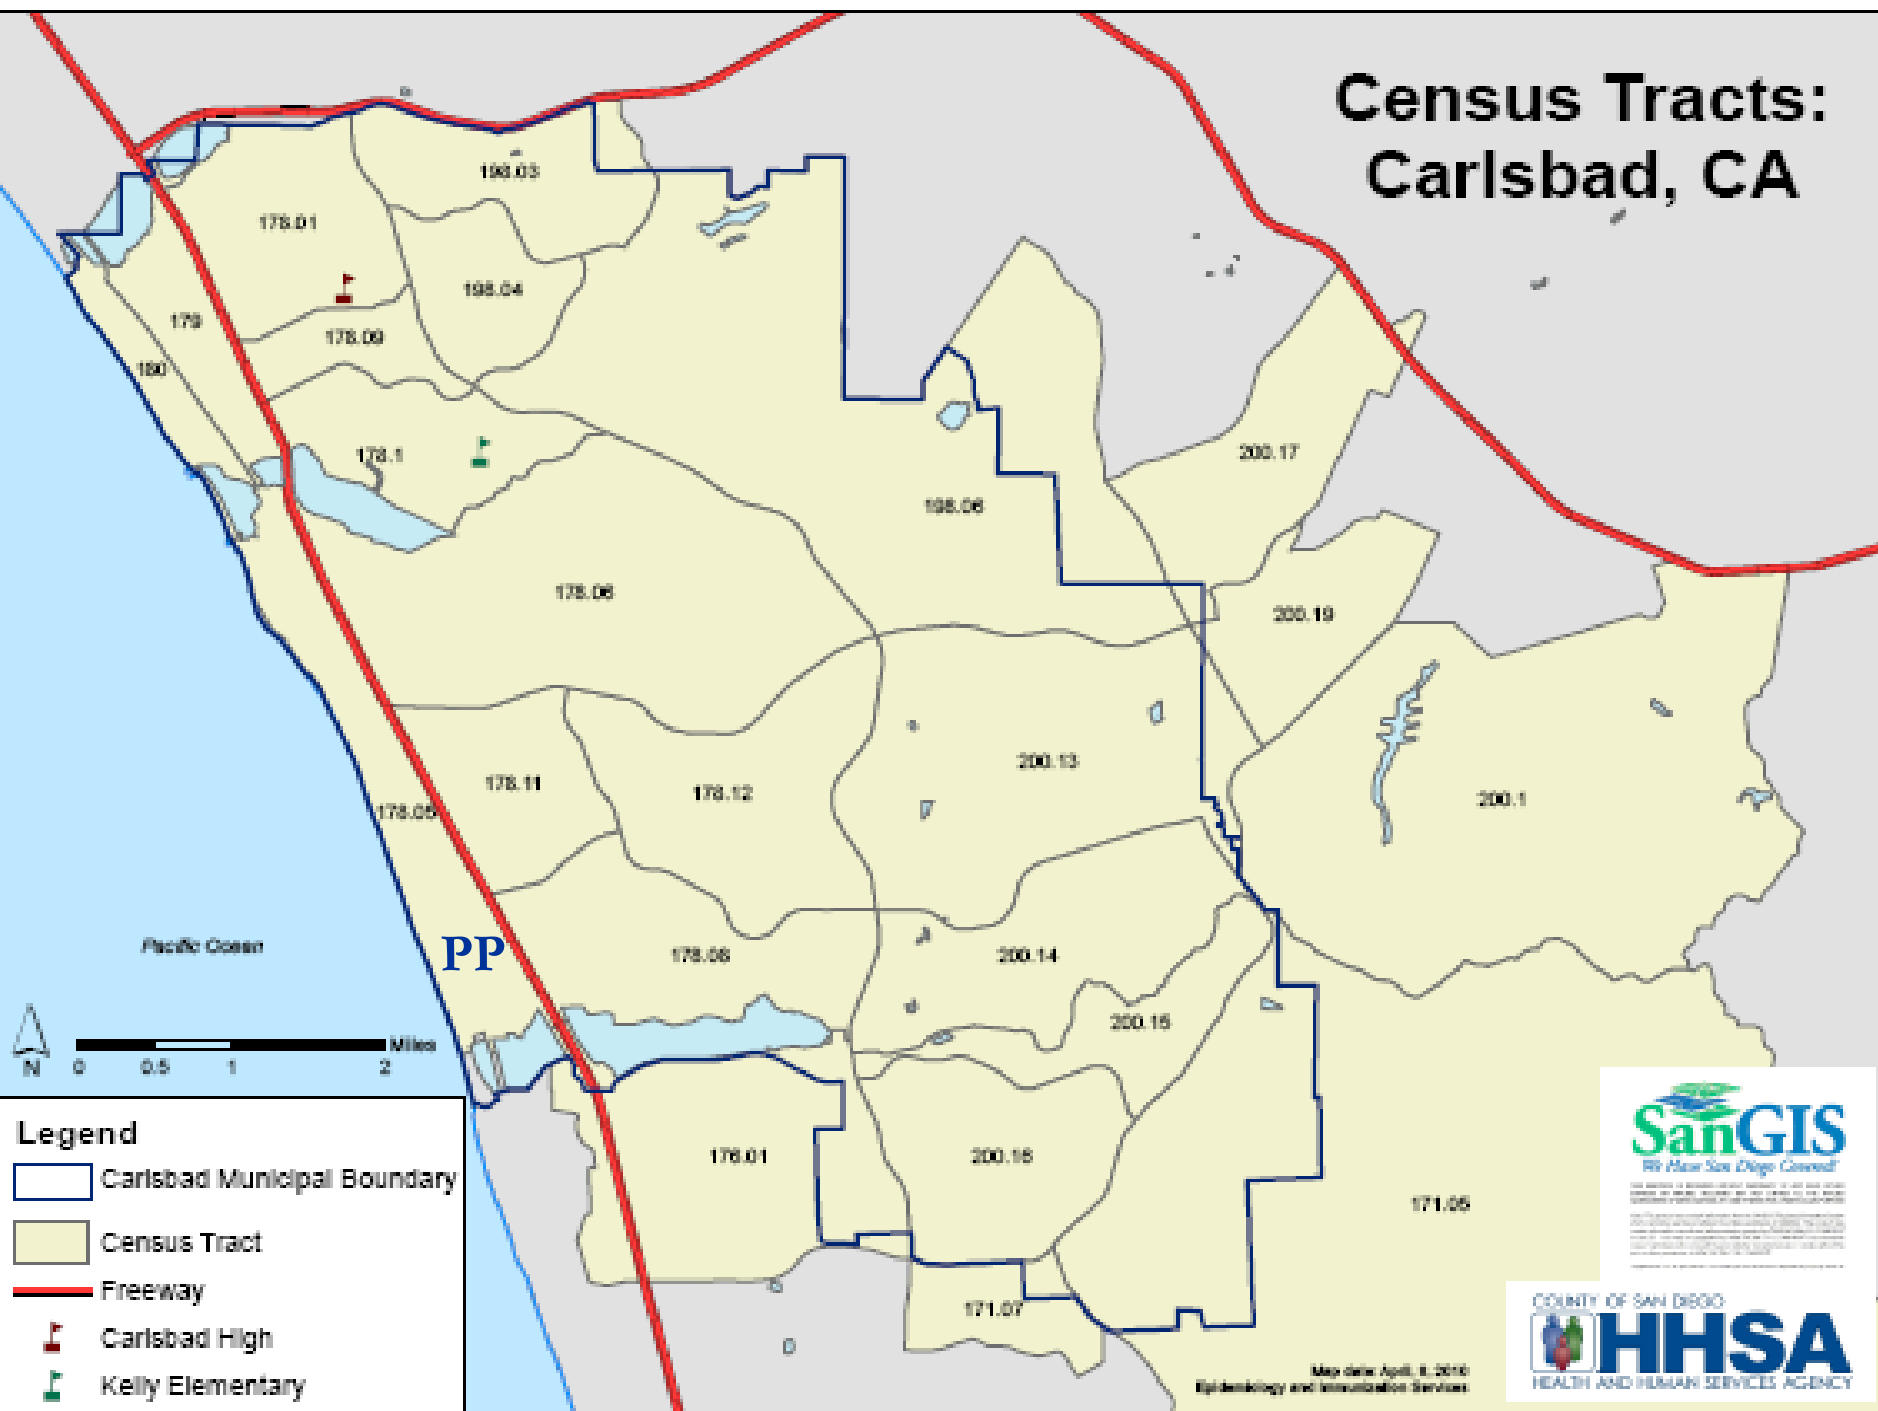 Census Tracts:
Carlsbad, CA
198.03
178.01
198.04
179
178.09
180
178.1
200.17
198.06
178.06
200.19
200.13
178.11
178.12
200.1
178.05
Pacific Ocean
PP
178.08
200.14
200.15
N
0 0.5 1 2
Miles
176.01
200.16
171.05
171.07
Legend
Carlsbad Municipal Boundary
Census Tract
Freeway
Carlsbad High
Kelly Elementary
SanGIS
We Have San Diego Covered!
Map date: April, 2010
Epidemiology and Immunization Services
COUNTY OF SAN DIEGO
HHSA
HEALTH AND HUMAN SERVICES AGENCY